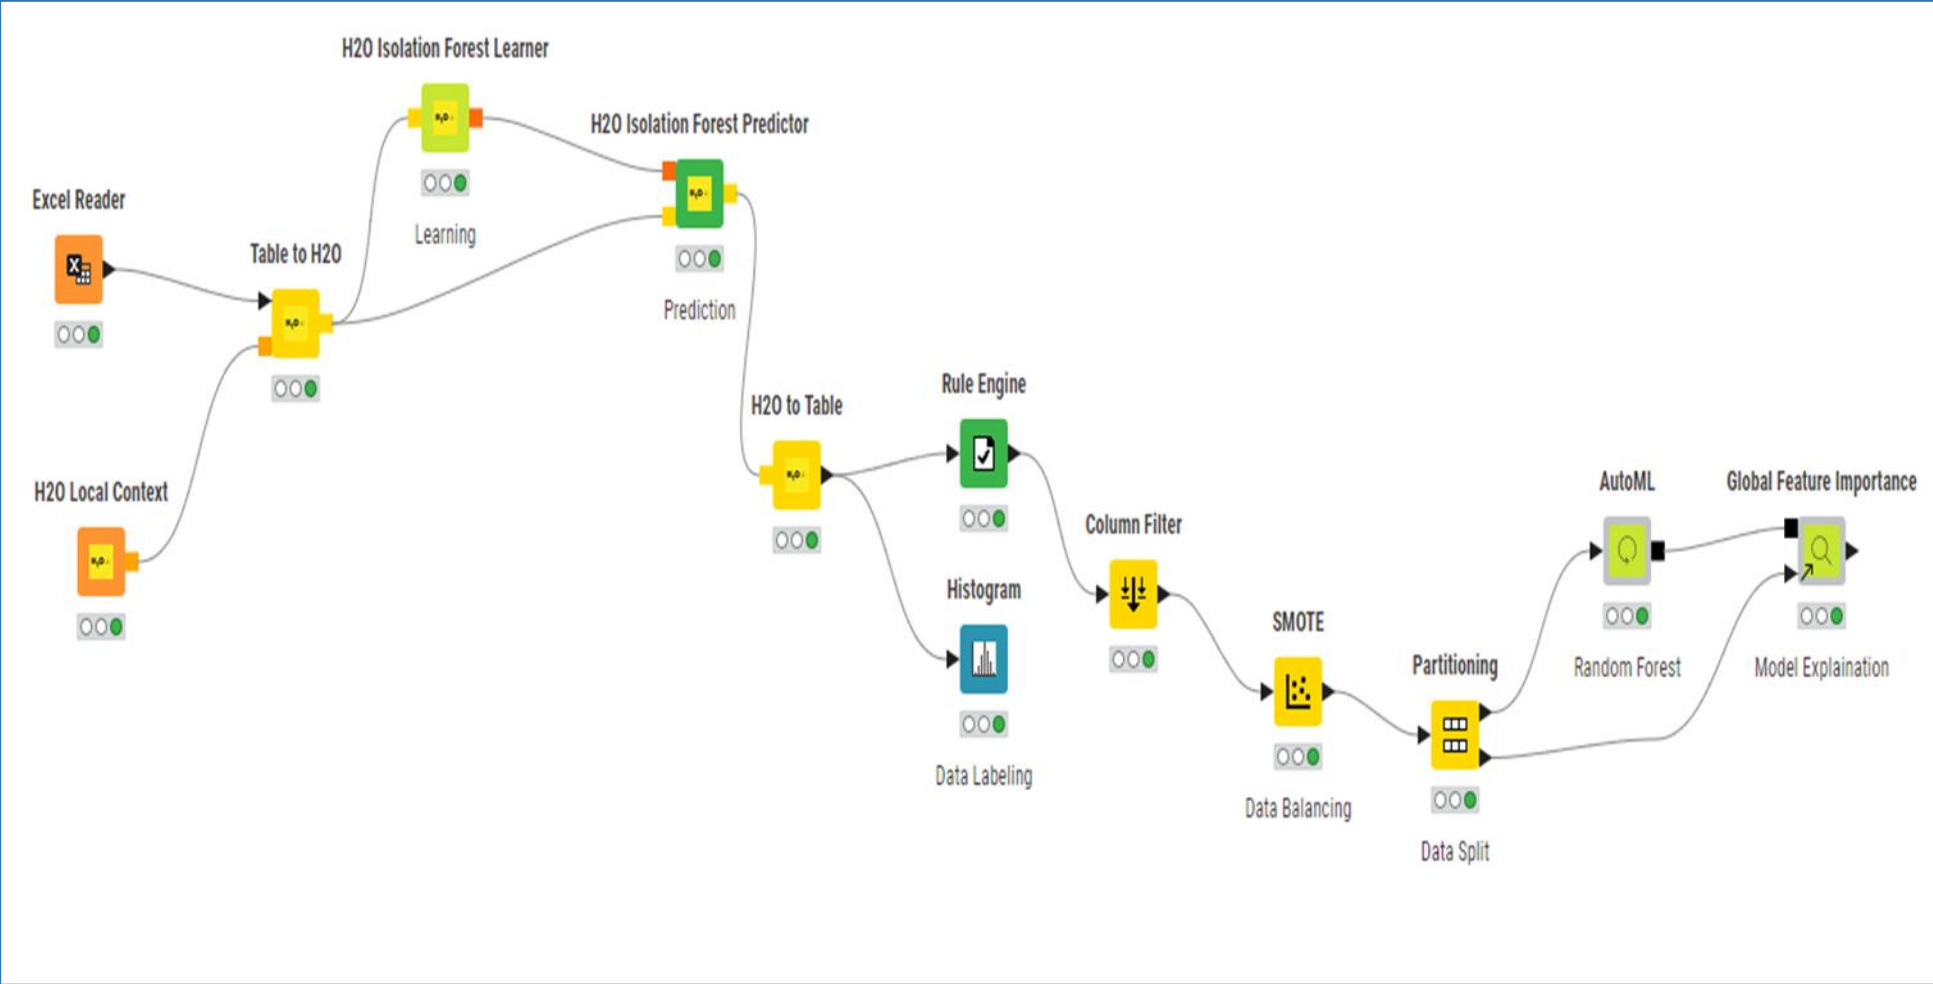 H2O Isolation Forest Learner
Learning
H2O Isolation Forest Predictor
Prediction
Excel Reader
Table to H2O
H2O Local Context
H2O to Table
Rule Engine
Histogram
Data Labeling
Column Filter
SMOTE
Data Balancing
Partitioning
Data Split
AutoML
Random Forest
Global Feature Importance
Model Explaination